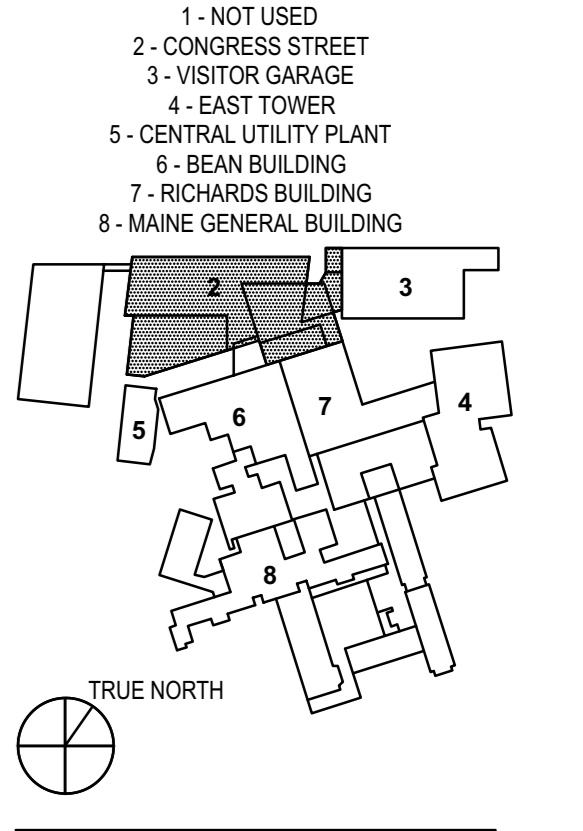 1 - NOT USED
2 - CONGRESS STREET
3 - VISITOR GARAGE
4 - EAST TOWER
5 - CENTRAL UTILITY PLANT
6 - BEAN BUILDING
7 - RICHARDS BUILDING
8 - MAINE GENERAL BUILDING
2
3
4
7
6
5
8
TRUE NORTH